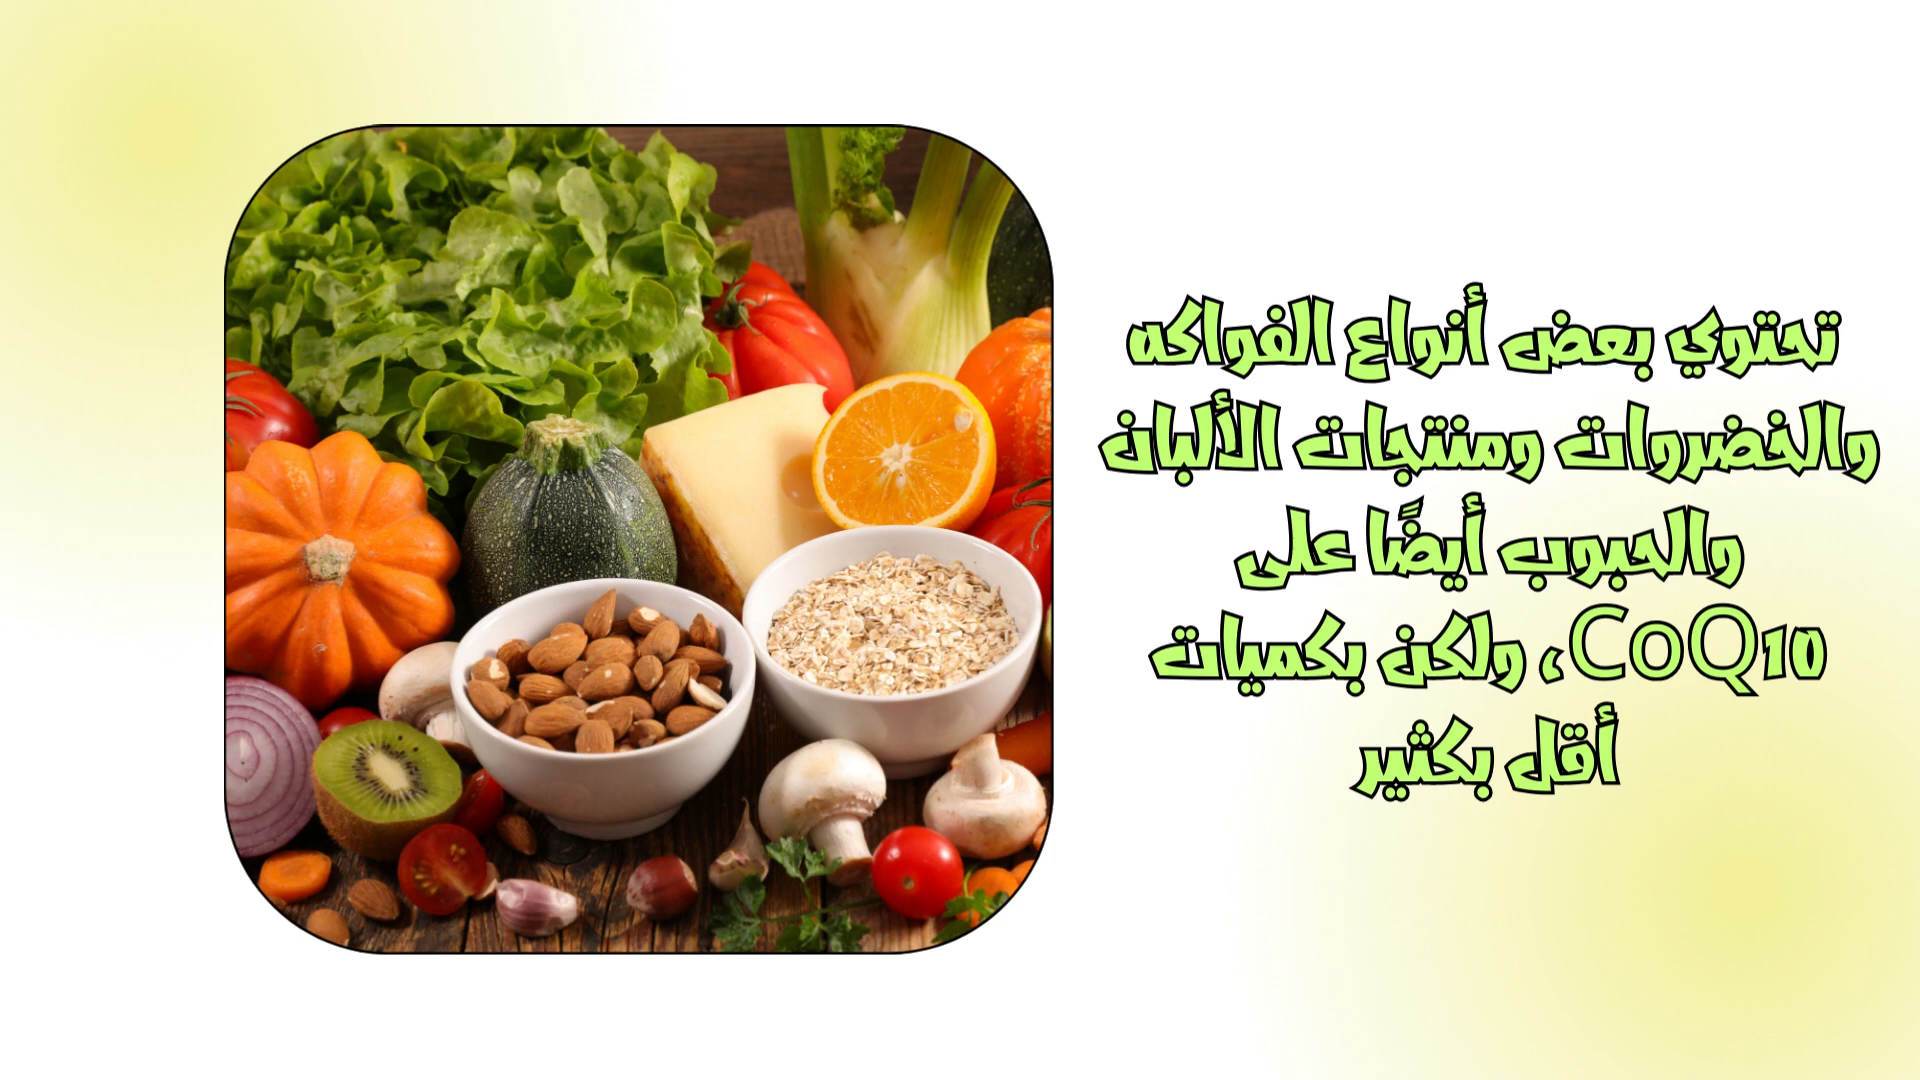 تحتوي بعض أنواع الفواكه
والخضروات ومنتجات الألبان
والحبوب أيضًا على
CoQ10، ولكن بكميات
أقل بكثير